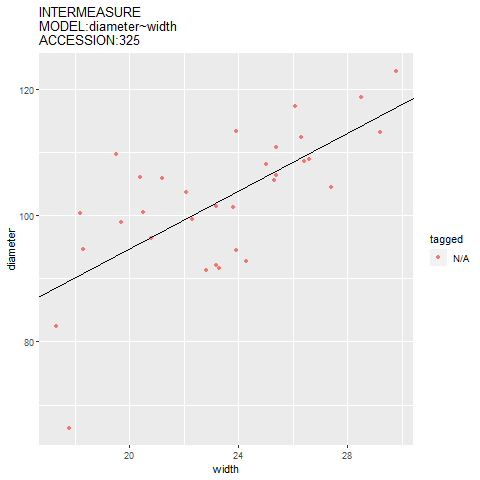 INTERMEASURE
MODEL:diameter~width
ACCESSION:325
120
100
80
diameter
20
24
28
width
tagged
N/A